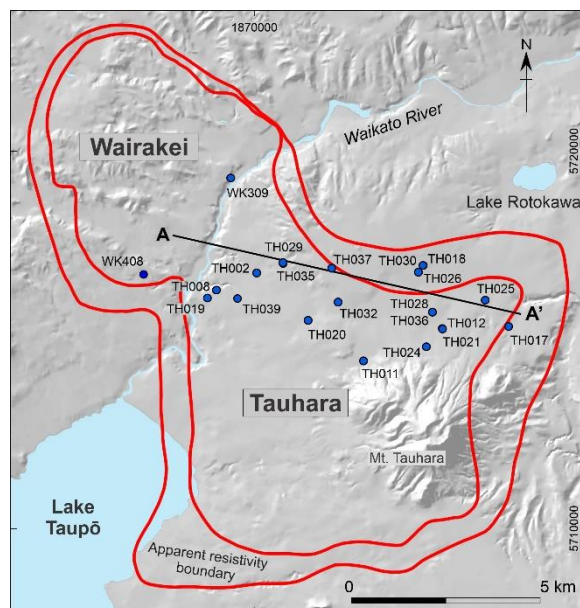 1870000
N
5720000
Wairakei
Waikato River
WK309
Lake Rotokawa
A
TH029
TH037
TH030
TH018
TH002
TH035
TH026
WK408
TH008
TH025
TH019
TH039
TH032
TH028
A'
TH036
TH012
TH017
TH020
TH021
TH024
TH011
Tauhara
Mt. Tauhara
Lake
Taupō
Apparent resistivity
boundary
5710000
0
5 km